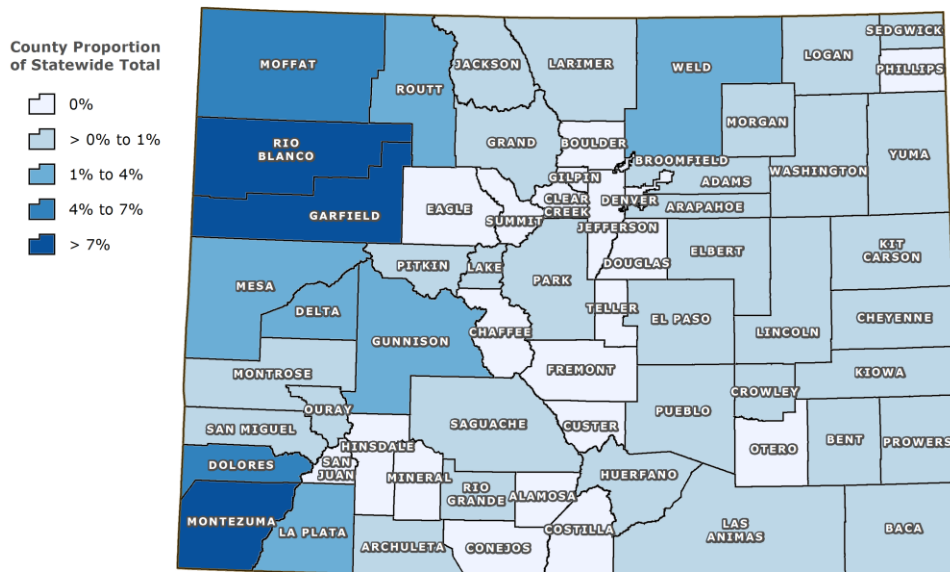 County Proportion
of Statewide Total
0%
> 0% to 1%
1% to 4%
4% to 7%
> 7%
MOFFAT
ROUTT
JACKSON
LARIMER
WELD
LOGAN
SEDGWICK
PHILLIPS
MORGAN
RIO
BLANCO
GRAND
BOULDER
BROOMFIELD
WASHINGTON
YUMA
GILPIN
ADAMS
GARFIELD
EAGLE
SUMMIT
CLEAR
CREEK
DENVER
ARAPAHOE
JEFFERSON
DOUGLAS
ELBERT
KIT
CARSON
MESA
PITKIN
LAKE
PARK
DELTA
TELLER
EL PASO
LINCOLN
CHEYENNE
GUNNISON
CHAFFEE
MONTROSE
FREMONT
KIOWA
OURAY
CROWLEY
SAN MIGUEL
SAGUACHE
CUSTER
PUEBLO
OTERO
BENT
PROWERS
HINSDALE
DOLORES
SAN
JUAN
MINERAL
RIO
GRANDE
ALAMOSA
HUERFANO
MONTEZUMA
LA PLATA
ARCHULETA
CONEJOS
COSTILLA
LAS
ANIMAS
BACA